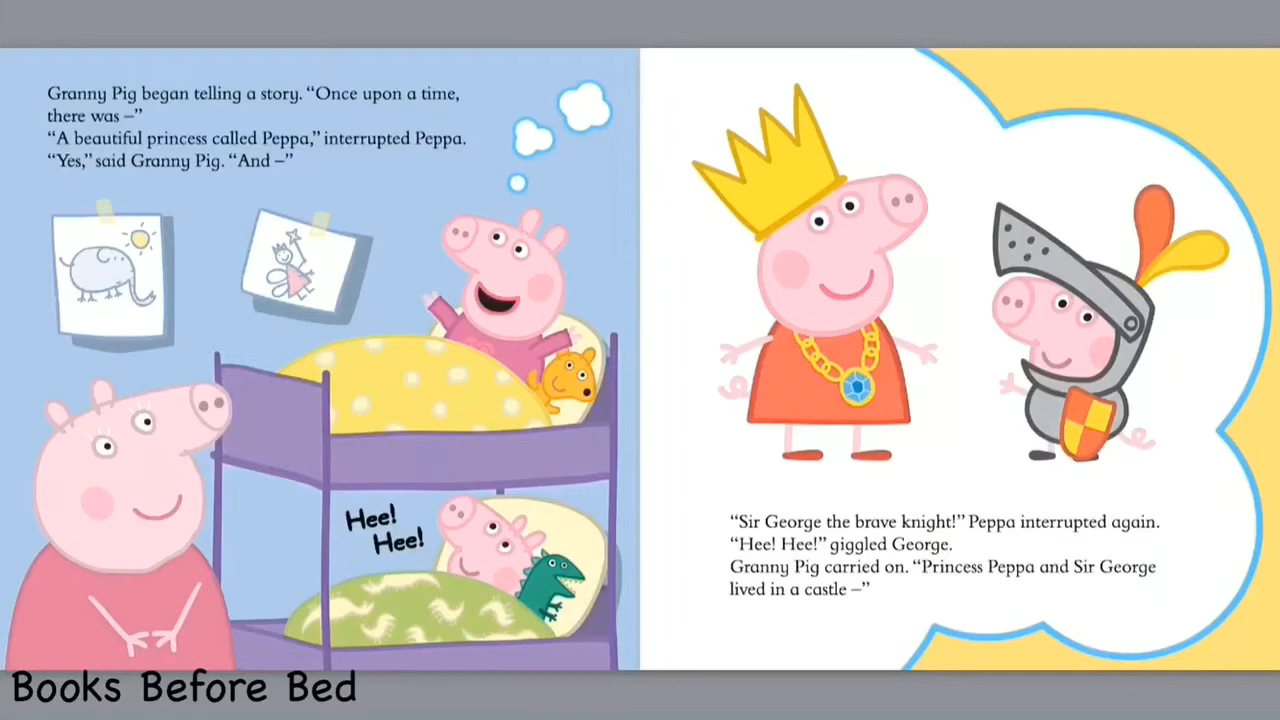 Granny Pig began telling a story. “Once upon a time,
there was –”
“A beautiful princess called Peppa,” interrupted Peppa.
“Yes,” said Granny Pig. “And –”
Hee!
Hee!
“Sir George the brave knight!” Peppa interrupted again.
“Hee! Hee!” giggled George.
Granny Pig carried on. “Princess Peppa and Sir George
lived in a castle –”
Books Before Bed